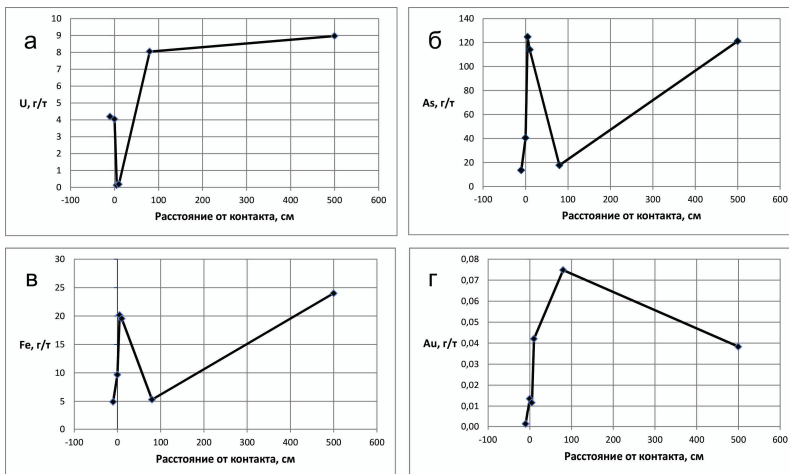 а
10
9
8
7
6
5
4
3
2
1
0
U, г/т
-100 0 100 200 300 400 500 600
Расстояние от контакта, см
б
140
120
100
80
60
40
20
0
As, г/т
-100 0 100 200 300 400 500 600
Расстояние от контакта, см
в
30
25
20
15
10
5
0
Fe, г/т
-100 0 100 200 300 400 500 600
Расстояние от контакта, см
г
0,08
0,07
0,06
0,05
0,04
0,03
0,02
0,01
0,00
Au, г/т
-100 0 100 200 300 400 500 600
Расстояние от контакта, см